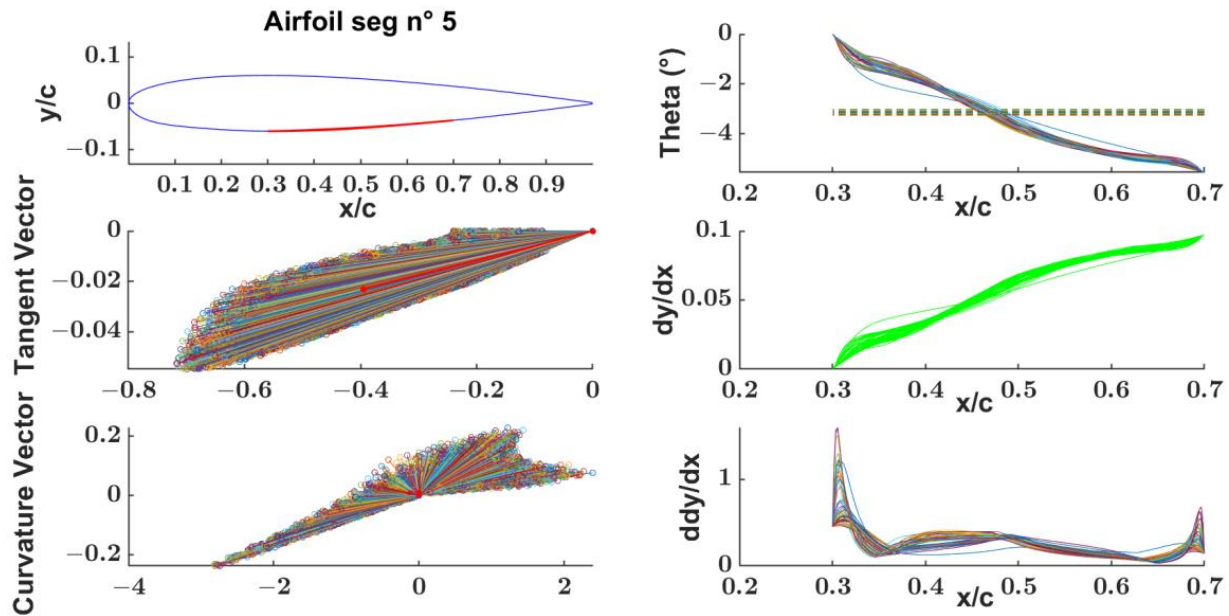 Airfoil seg n° 5
y/c
0.1
0
−0.1
0.1 0.2 0.3 0.4 0.5 0.6 0.7 0.8 0.9
x/c
Theta (°)
0
−2
−4
0.2 0.3 0.4 0.5 0.6 0.7
x/c
Tangent Vector
0
−0.02
−0.04
−0.8 −0.6 −0.4 −0.2 0
dy/dx
0.1
0.05
0
0.2 0.3 0.4 0.5 0.6 0.7
x/c
Curvature Vector
0.2
0
−0.2
−4 −2 0 2
ddy/dx
1
0
0.2 0.3 0.4 0.5 0.6 0.7
x/c